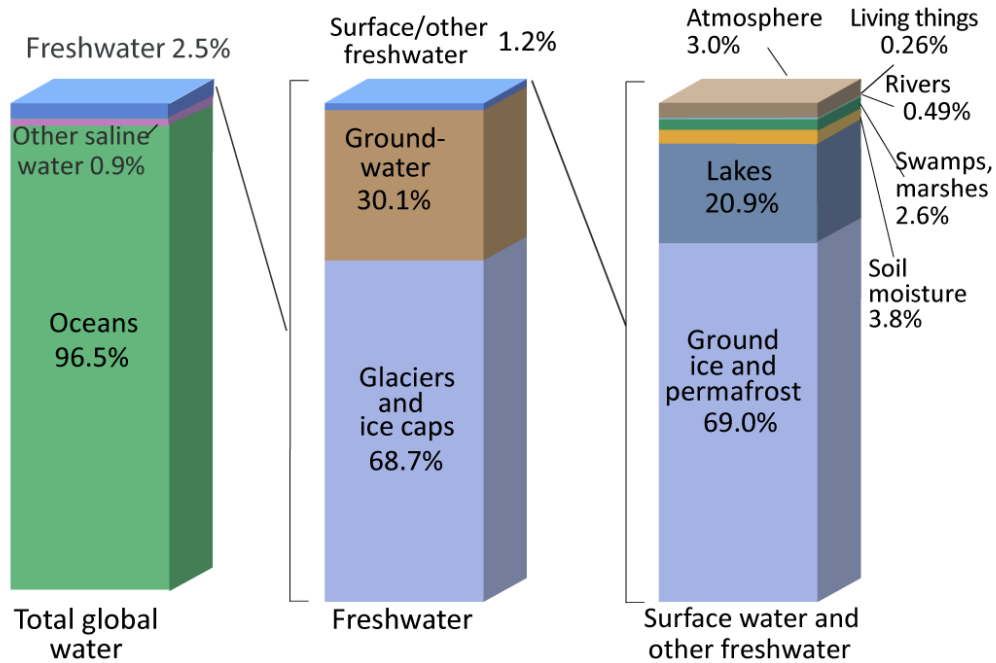 Freshwater 2.5%
Other saline
water 0.9%
Oceans
96.5%
Total global
water
Surface/other
freshwater
1.2%
Ground-
water
30.1%
Glaciers
and
ice caps
68.7%
Freshwater
Atmosphere
3.0%
Living things
0.26%
Rivers
0.49%
Swamps,
marshes
2.6%
Soil
moisture
3.8%
Lakes
20.9%
Ground
ice and
permafrost
69.0%
Surface water and
other freshwater